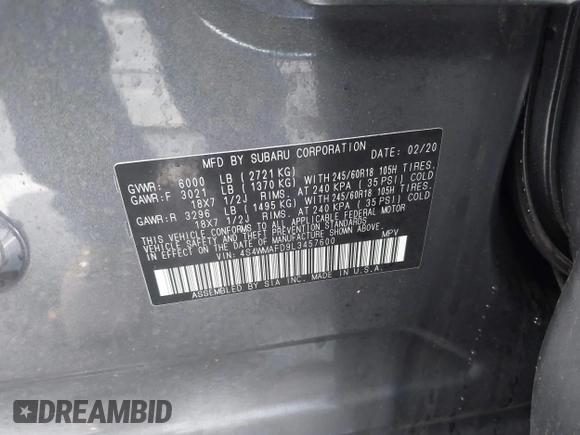 MFD BY SUBARU CORPORATION DATE: 02/20
GVWR: 6000 LB (2721 KG)
GAWR:F 3021 LB (1370 KG) WITH 245/60R18 105H TIRES.
18X7 1/2J RIMS. AT 240 KPA (35 PSI) COLD
GAWR:R 3296 LB (1495 KG) WITH 245/60R18 105H TIRES.
18X7 1/2J RIMS. AT 240 KPA (35 PSI) COLD
THIS VEHICLE CONFORMS TO ALL APPLICABLE FEDERAL MOTOR
VEHICLE SAFETY AND THEFT PREVENTION STANDARDS
IN EFFECT ON THE DATE OF MANUFACTURE SHOWN ABOVE.
VIN: 4S4WMAFD9L3457600 MPV
ASSEMBLED BY SIA INC. MADE IN U.S.A.
DREAMBID